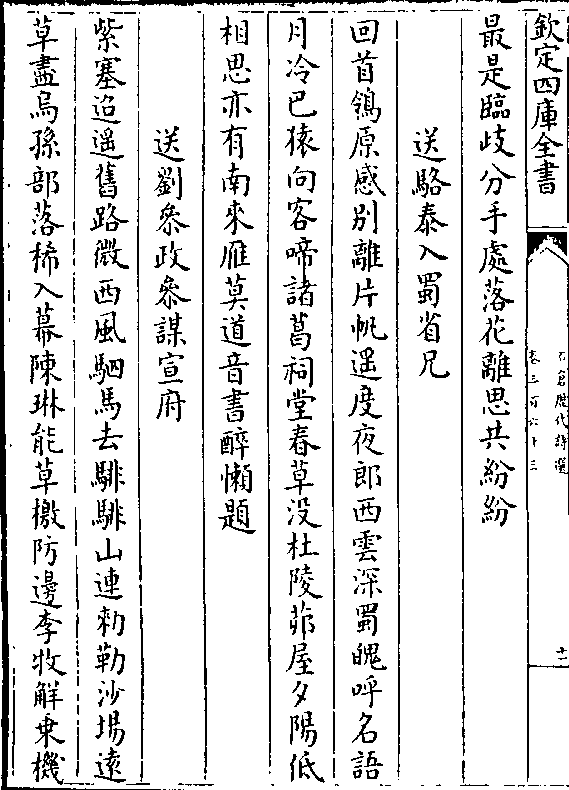 欽定四庫全書
石倉歷代詩選
卷三百六十三
十二
最是臨歧分手處落花離思共紛紛
送駱泰入蜀省兄
回首鴒原感别離片帆遥度夜郎西雲深蜀魄呼名語
月冷巴猿向客啼諸葛祠堂春草没杜陵茆屋夕陽低
相思亦有南來雁莫道音書醉懶題
送劉叅政叅謀宣府
紫塞迢遥舊路微西風駟馬去騑騑山連勅勒沙場遠
草盡烏孫部落稀入幕陳琳能草檄防邊李牧解乗機